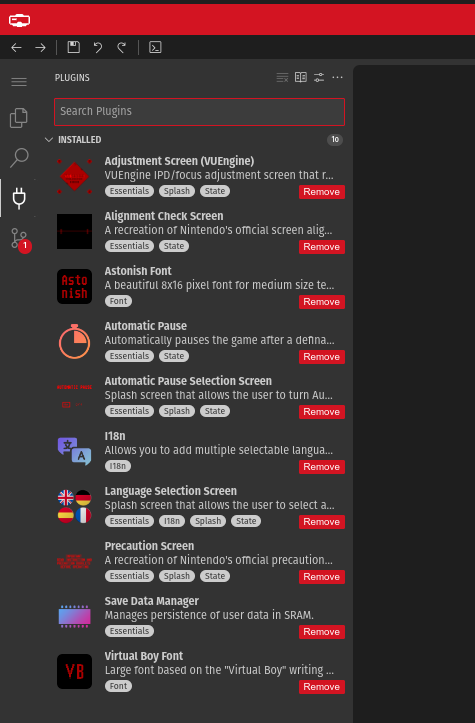 PLUGINS
Search Plugins
INSTALLED 10
Adjustment Screen (VUEngine)
VUEngine IPD/focus adjustment screen that r...
Essentials Splash State Remove
Alignment Check Screen
A recreation of Nintendo's official screen alig...
Essentials State Remove
Asto
nish
Astonish Font
A beautiful 8x16 pixel font for medium size te...
Font Remove
Automatic Pause
Automatically pauses the game after a defina...
Essentials State Remove
Automatic Pause Selection Screen
Splash screen that allows the user to turn Au...
Essentials Splash State Remove
I18n
Allows you to add multiple selectable langua...
I18n Remove
A
Language Selection Screen
Splash screen that allows the user to select a...
Essentials I18n Splash State Remove
Precaution Screen
A recreation of Nintendo's official precaution...
Essentials Splash State Remove
Save Data Manager
Manages persistence of user data in SRAM.
Essentials Remove
VB
Virtual Boy Font
Large font based on the "Virtual Boy" writing ...
Font Remove
1